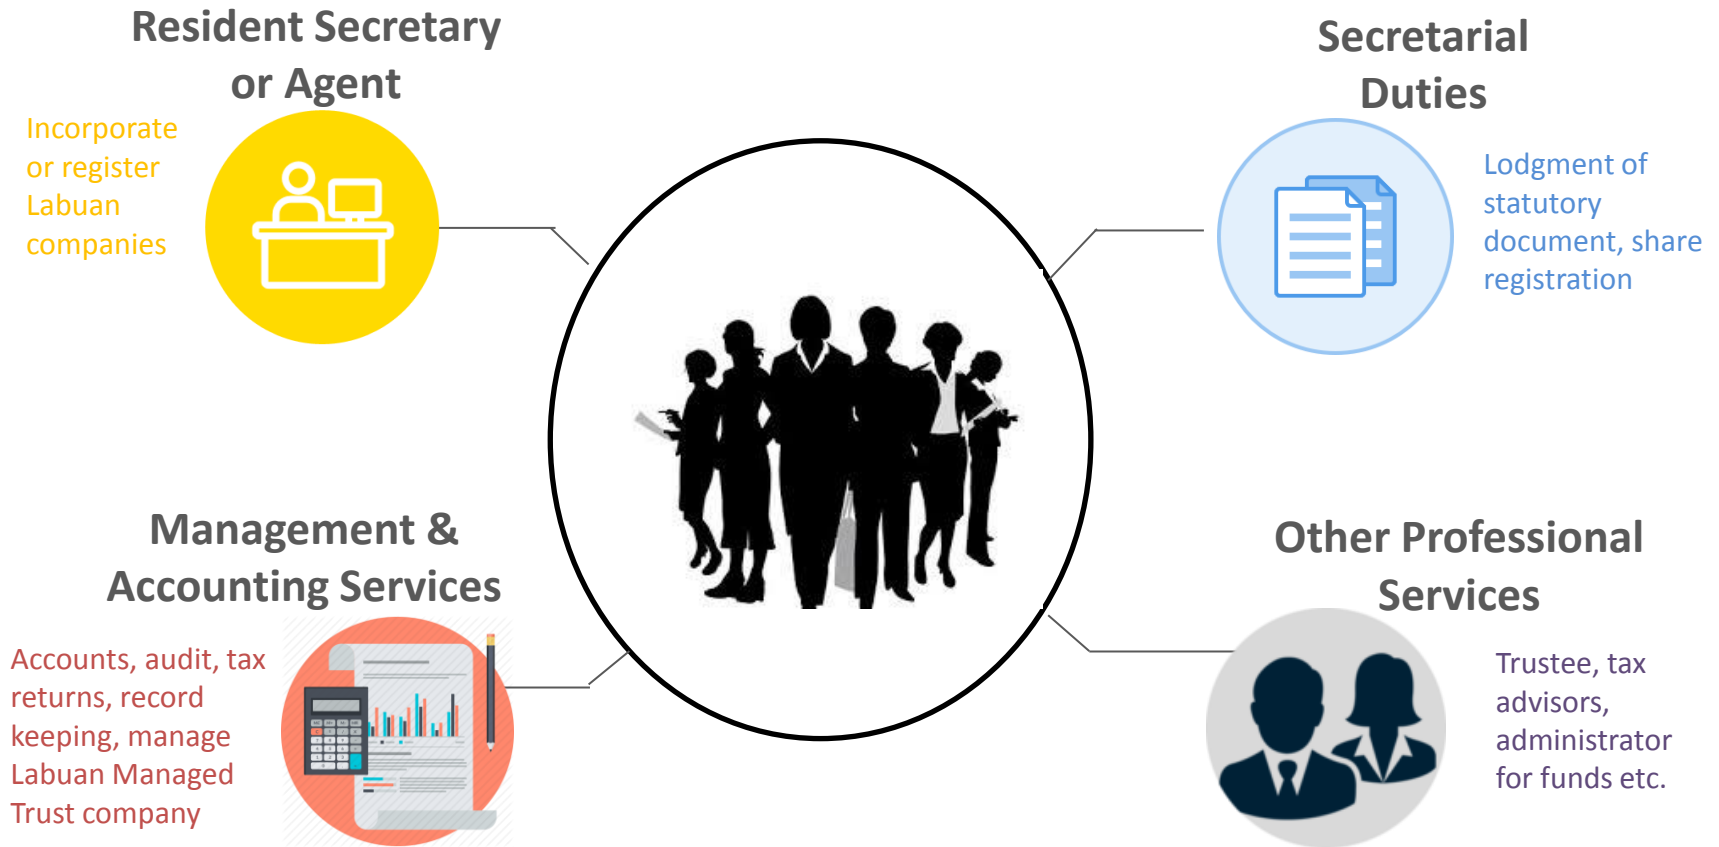 Resident Secretary
or Agent
Incorporate
or register
Labuan
companies
Secretarial
Duties
Lodgment of
statutory
document, share
registration
Management &
Accounting Services
Accounts, audit, tax
returns, record
keeping, manage
Labuan Managed
Trust company
Other Professional
Services
Trustee, tax
advisors,
administrator
for funds etc.